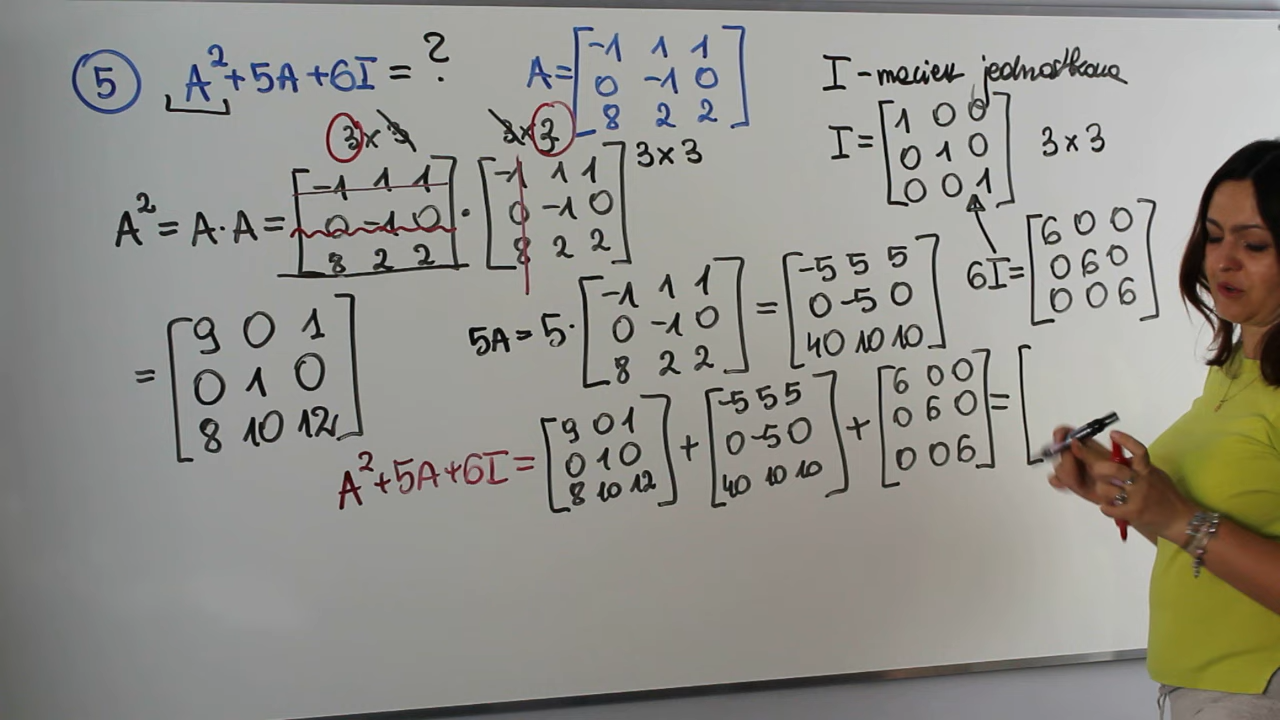 5 A²+5A+6I=?
A=[-1 1 1
0 -1 0
8 2 2]
I - macierz jednostkowa
I=[1 0 0
0 1 0
0 0 1] 3×3
3×3 3×3
A²=A·A=[-1 1 1
0 -1 0
8 2 2]·[-1 1 1
0 -1 0
8 2 2] 3×3
=[9 0 1
0 1 0
8 10 12]
5A=5·[-1 1 1
0 -1 0
8 2 2]=[-5 5 5
0 -5 0
40 10 10]
6I=[6 0 0
0 6 0
0 0 6]
A²+5A+6I=[9 0 1
0 1 0
8 10 12]+[-5 5 5
0 -5 0
40 10 10]+[6 0 0
0 6 0
0 0 6]=[